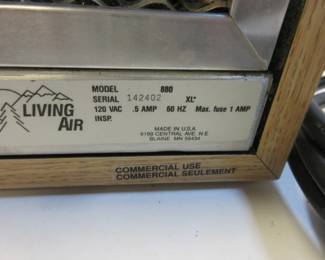 LIVING
AIR
MODEL 880
SERIAL 142402 XL*
120 VAC .5 AMP 60 HZ Max. fuse 1 AMP
INSP.
MADE IN U.S.A.
CENTRAL AVE N.E.
BLAINE MN 55434
COMMERCIAL USE
COMMERCIAL SEULEMENT